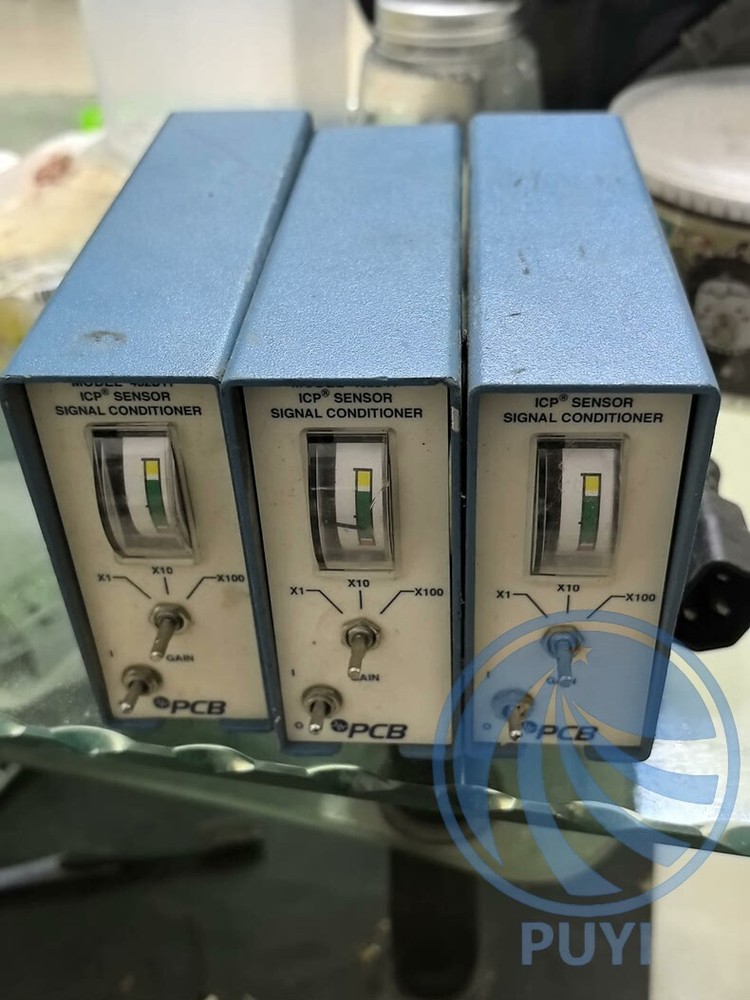 ICP® SENSOR
SIGNAL CONDITIONER
X1
X10
X100
GAIN
I
PCB
ICP® SENSOR
SIGNAL CONDITIONER
X1
X10
X100
GAIN
I
O
PCB
ICP® SENSOR
SIGNAL CONDITIONER
X1
X10
X100
I
O
PCB
PUYI